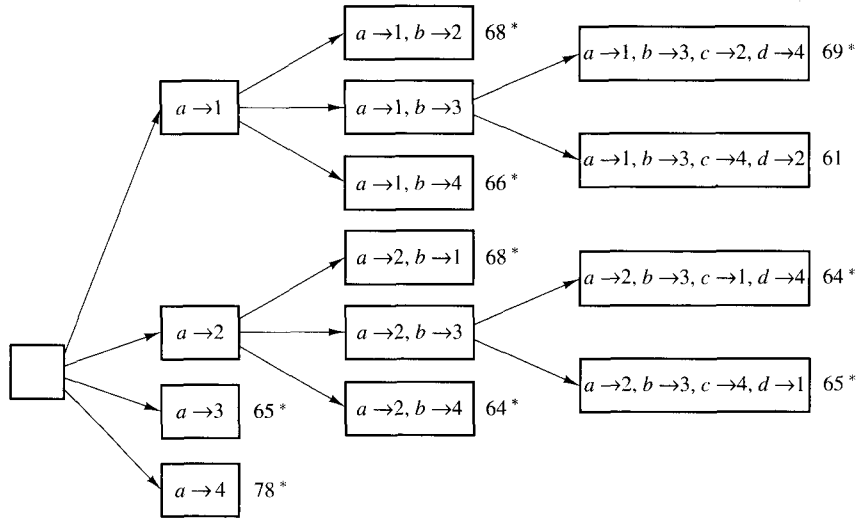 a → 1, b → 2 68 *
a → 1, b → 3, c → 2, d → 4 69 *
a → 1
a → 1, b → 3
a → 1, b → 3, c → 4, d → 2 61
a → 1, b → 4 66 *
a → 2, b → 1 68 *
a → 2, b → 3, c → 1, d → 4 64 *
a → 2
a → 2, b → 3
a → 2, b → 3, c → 4, d → 1 65 *
a → 3 65 *
a → 2, b → 4 64 *
a → 4 78 *